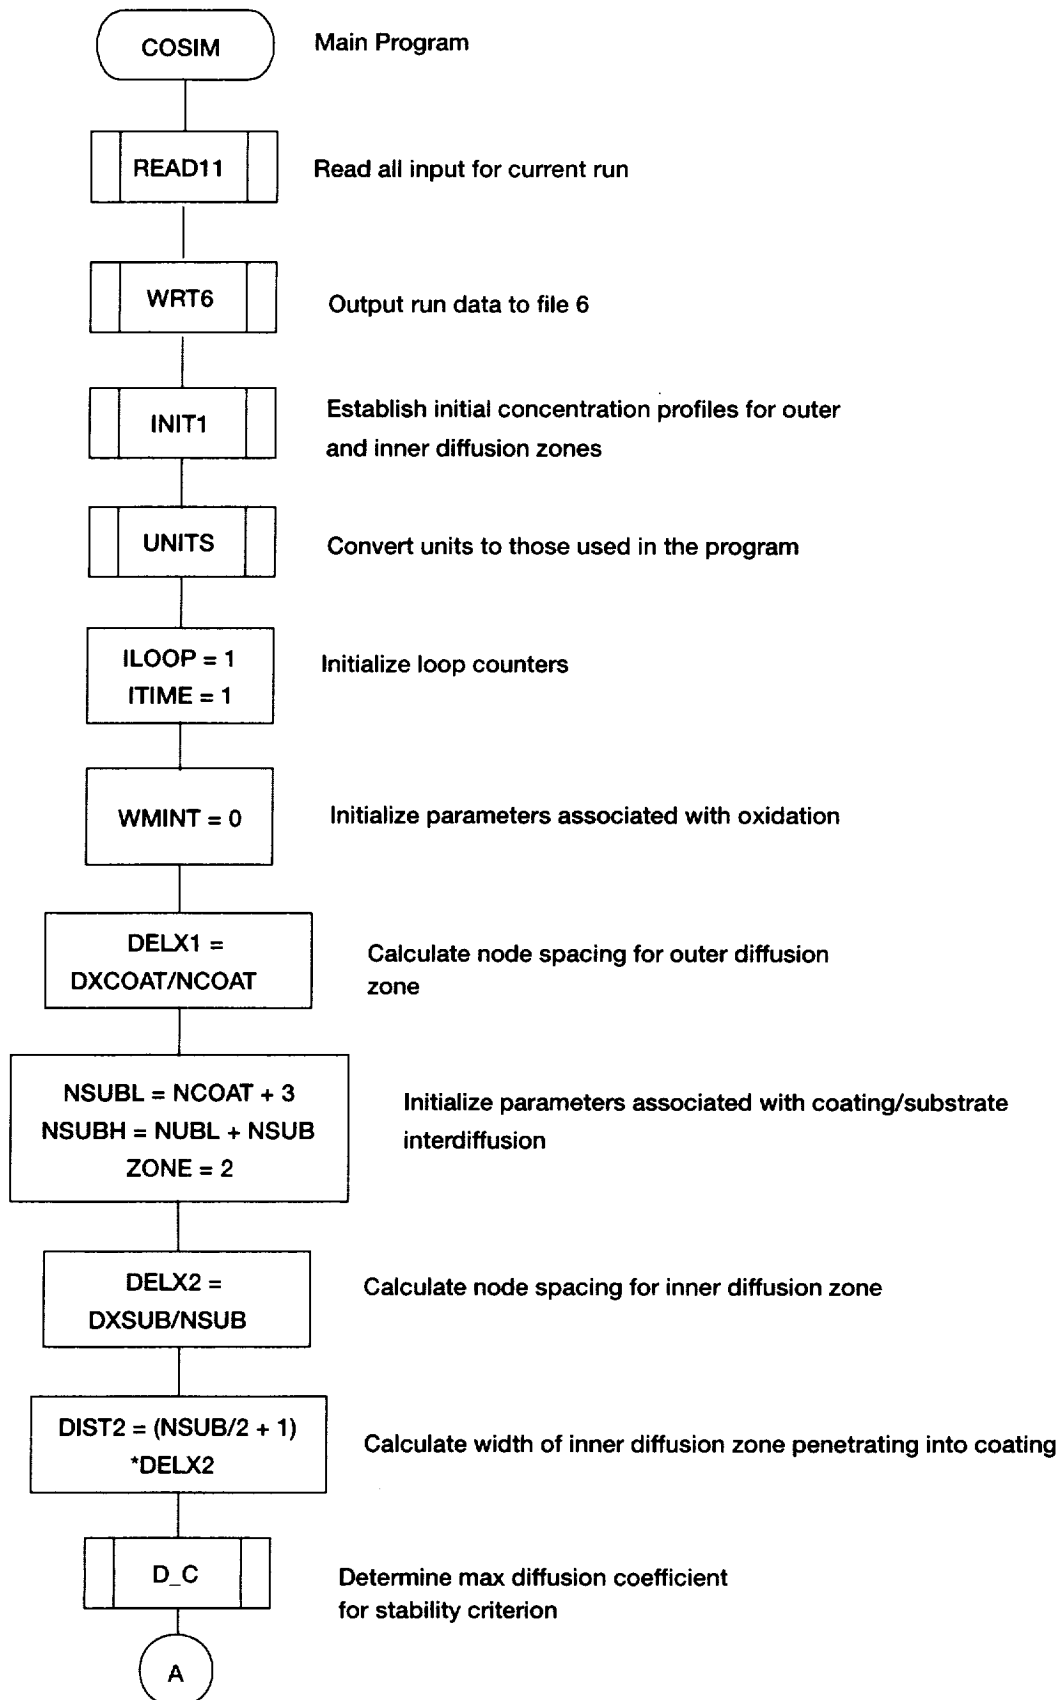 COSIM
Main Program
READ11
Read all input for current run
WRT6
Output run data to file 6
INIT1
Establish initial concentration profiles for outer
and inner diffusion zones
UNITS
Convert units to those used in the program
ILOOP = 1
ITIME = 1
Initialize loop counters
WMINT = 0
Initialize parameters associated with oxidation
DELX1 =
DXCOAT/NCOAT
Calculate node spacing for outer diffusion
zone
NSUBL = NCOAT + 3
NSUBH = NUBL + NSUB
ZONE = 2
Initialize parameters associated with coating/substrate
interdiffusion
DELX2 =
DXSUB/NSUB
Calculate node spacing for inner diffusion zone
DIST2 = (NSUB/2 + 1)
*DELX2
Calculate width of inner diffusion zone penetrating into coating
D_C
Determine max diffusion coefficient
for stability criterion
A